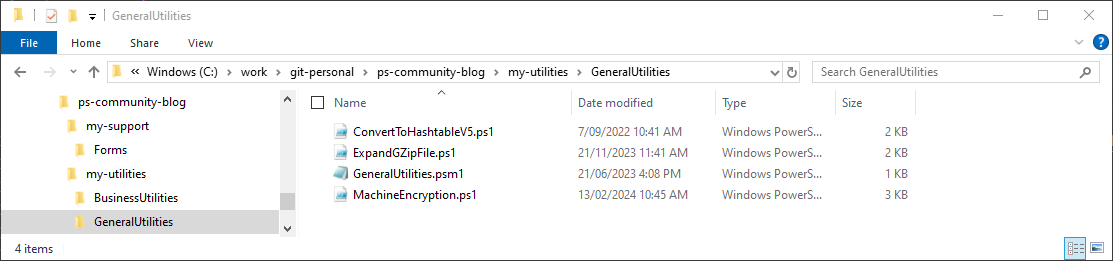 GeneralUtilities
File Home Share View
« Windows (C:) > work > git-personal > ps-community-blog > my-utilities > GeneralUtilities
Search GeneralUtilities
ps-community-blog
my-support
Forms
my-utilities
BusinessUtilities
GeneralUtilities
Name Date modified Type Size
ConvertToHashtableV5.ps1 7/09/2022 10:41 AM Windows PowerS... 2 KB
ExpandGZipFile.ps1 21/11/2023 11:41 AM Windows PowerS... 2 KB
GeneralUtilities.psm1 21/06/2023 4:08 PM Windows PowerS... 1 KB
MachineEncryption.ps1 13/02/2024 10:45 AM Windows PowerS... 3 KB
4 items